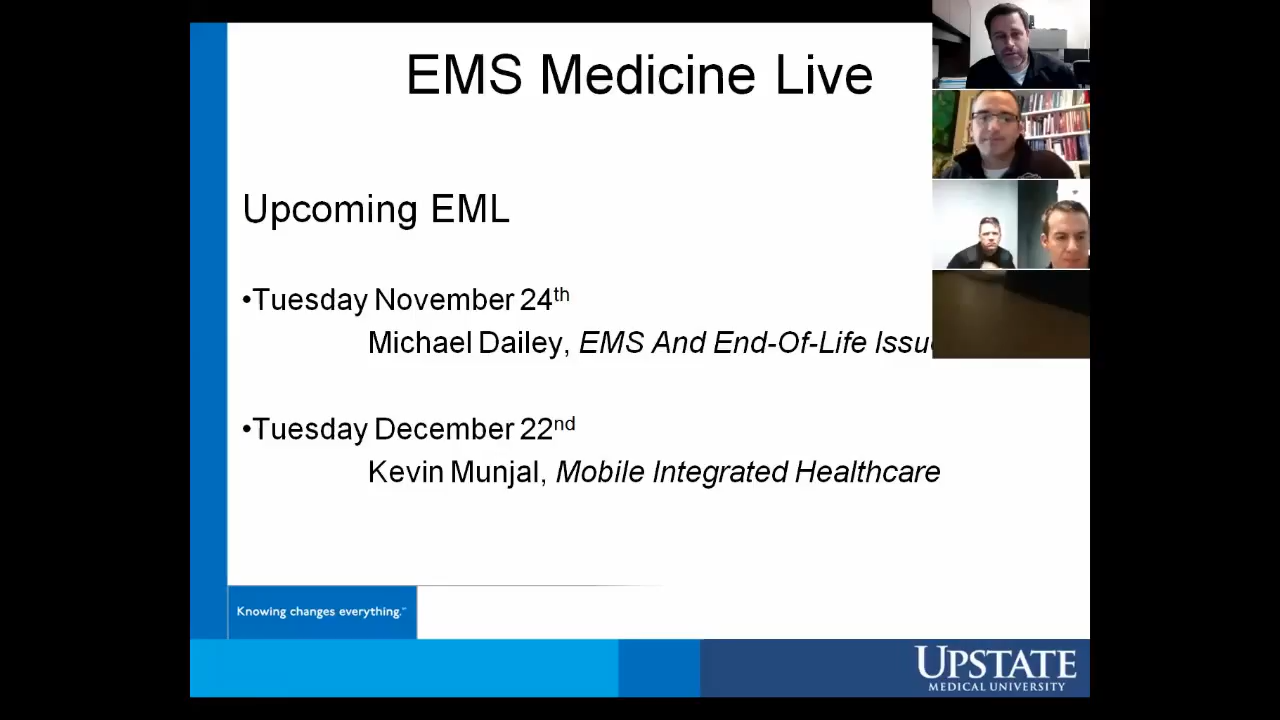 EMS Medicine Live
Upcoming EML
•Tuesday November 24th
Michael Dailey, EMS And End-Of-Life
•Tuesday December 22nd
Kevin Munjal, Mobile Integrated Healthcare
Knowing changes everything.™
UPSTATE
MEDICAL UNIVERSITY